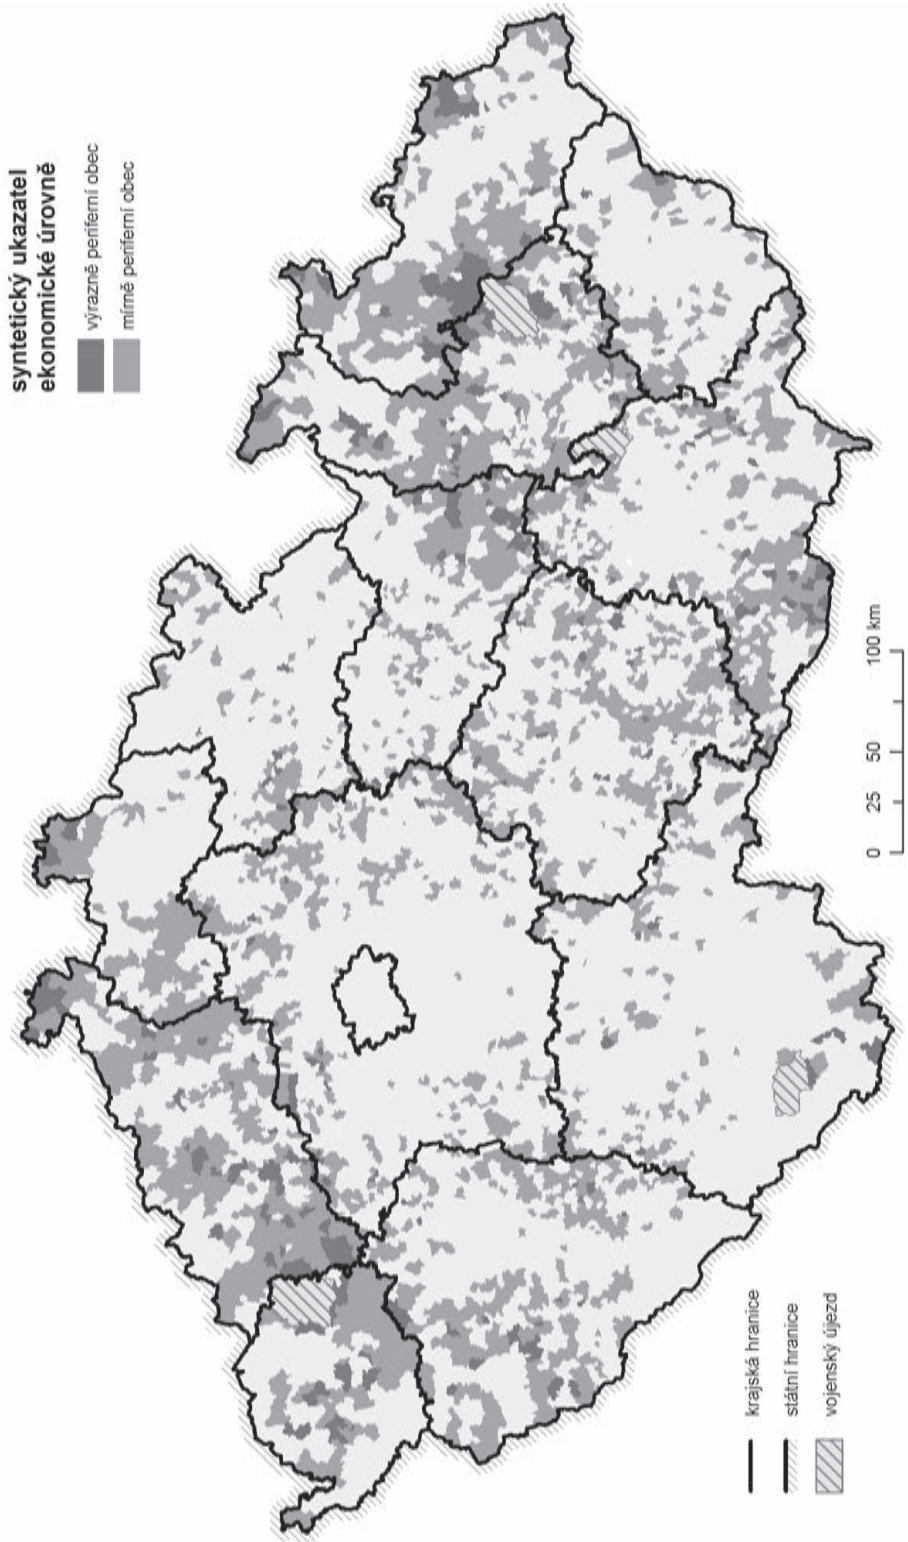 syntetický ukazatel
ekonomické úrovně
výrazně periferní obec
mírně periferní obec
krajská hranice
státní hranice
vojenský újezd
0 25 50 100 km